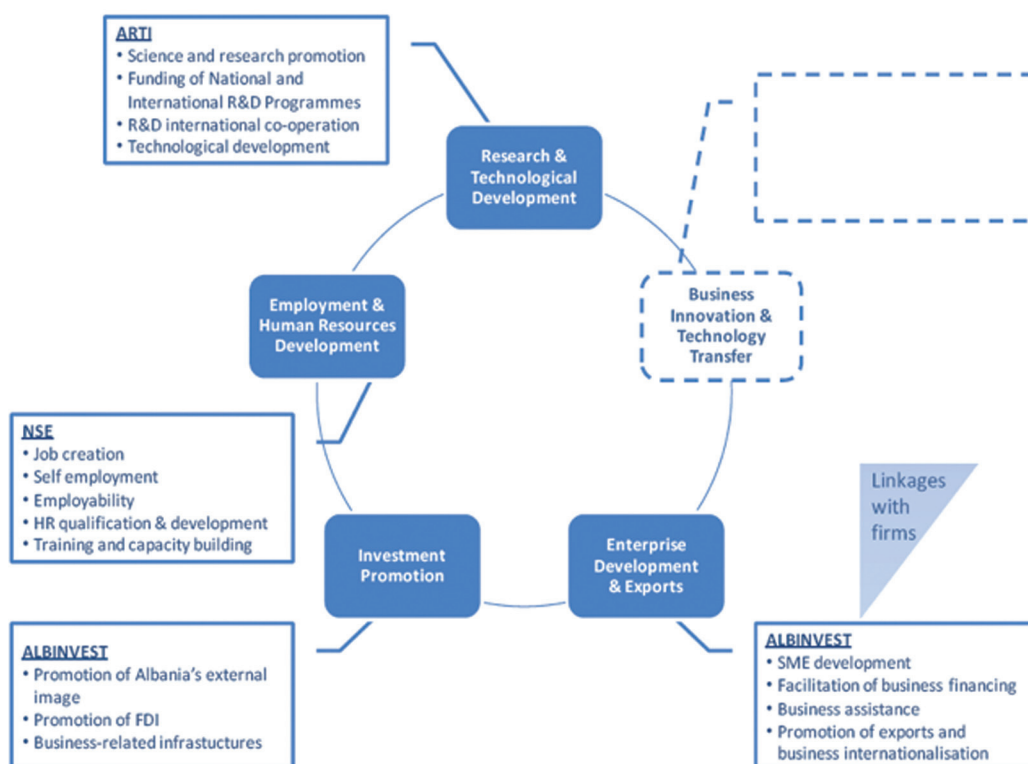 ARTI
• Science and research promotion
• Funding of National and
International R&D Programmes
• R&D international co-operation
• Technological development
Research &
Technological
Development
Employment &
Human Resources
Development
Business
Innovation &
Technology
Transfer
NSE
• Job creation
• Self employment
• Employability
• HR qualification & development
• Training and capacity building
Linkages
with
firms
Investment
Promotion
Enterprise
Development
& Exports
ALBINVEST
• Promotion of Albania's external
image
• Promotion of FDI
• Business-related infrastuctures
ALBINVEST
• SME development
• Facilitation of business financing
• Business assistance
• Promotion of exports and
business internationalisation